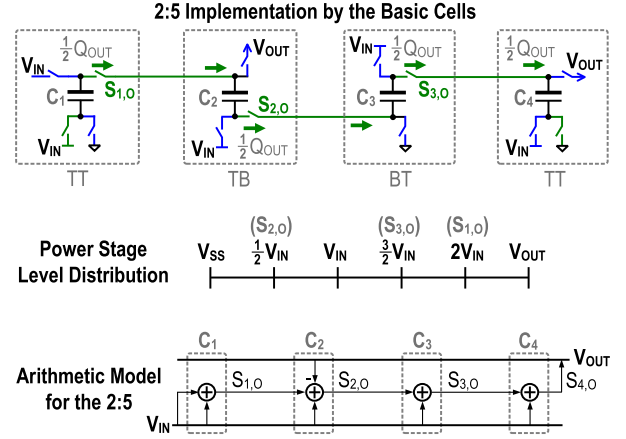 2:5 Implementation by the Basic Cells
½QOUT VOUT ½QOUT ½QOUT
VIN VIN VOUT
C1 S1,O C2 S2,O C3 S3,O C4
VIN VIN ½QOUT VIN
TT TB BT TT
(S2,O) (S3,O) (S1,O)
Power Stage VSS ½VIN VIN 3/2VIN 2VIN VOUT
Level Distribution
C1 C2 C3 C4
VOUT
Arithmetic Model - S1,O S2,O S3,O S4,O
for the 2:5
VIN